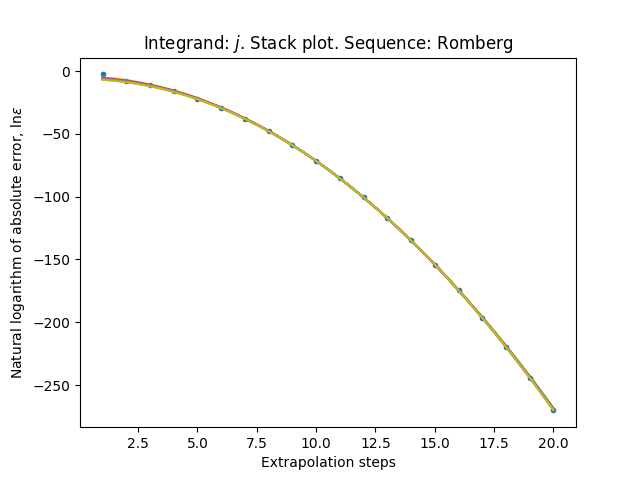 Integrand: j. Stack plot. Sequence: Romberg
Natural logarithm of absolute error, lnε
0
−50
−100
−150
−200
−250
2.5 5.0 7.5 10.0 12.5 15.0 17.5 20.0
Extrapolation steps